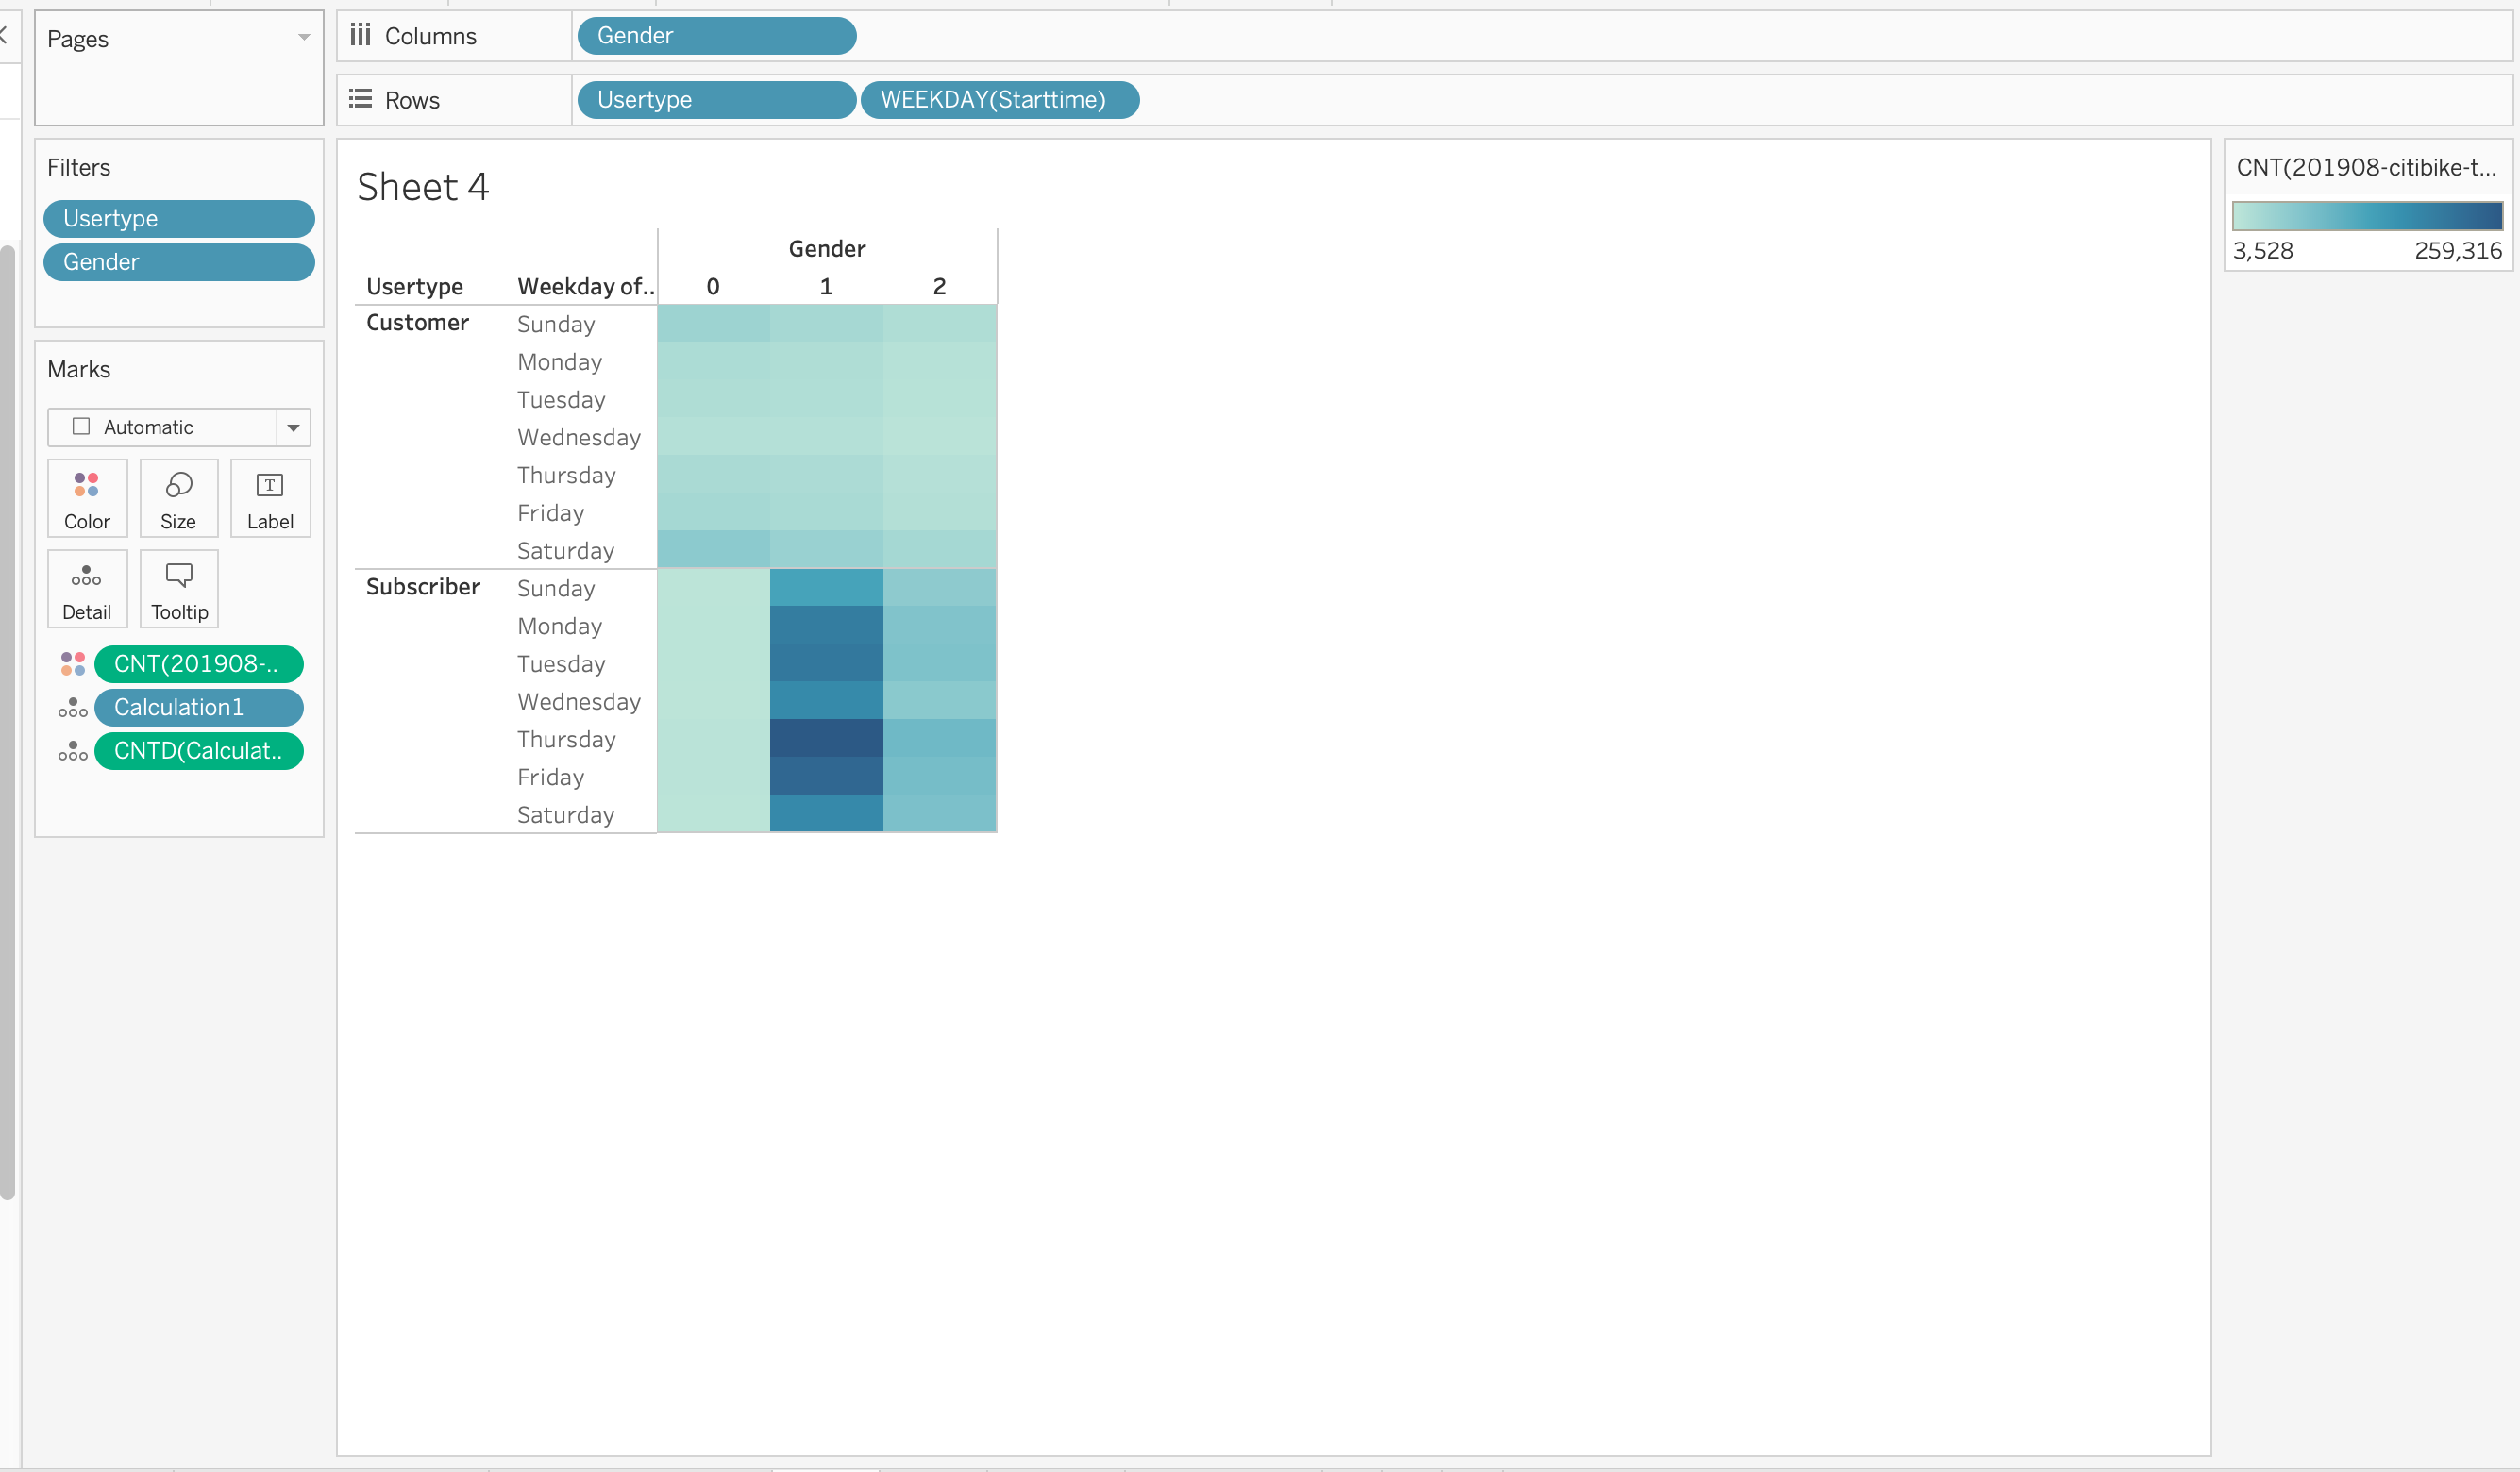 Pages
Columns
Gender
Rows
Usertype
WEEKDAY(Starttime)
Filters
Usertype
Gender
Marks
Automatic
Color
Size
Label
Detail
Tooltip
CNT(201908-..
Calculation1
CNTD(Calculat..
Sheet 4
Gender
Usertype Weekday of.. 0 1 2
Customer Sunday
Monday
Tuesday
Wednesday
Thursday
Friday
Saturday
Subscriber Sunday
Monday
Tuesday
Wednesday
Thursday
Friday
Saturday
CNT(201908-citibike-t...
3,528 259,316